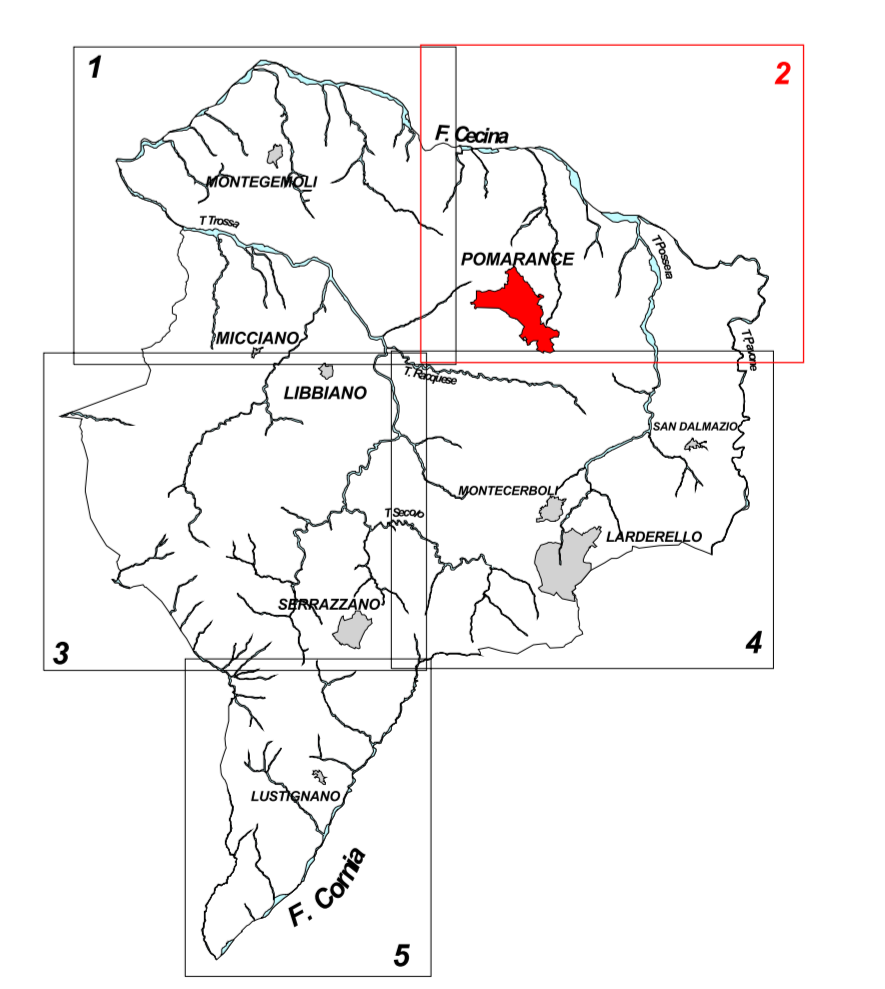 1
2
F. Cecina
MONTEGEMOLI
T Trossa
T Possera
POMARANCE
MICCIANO
T. Pavone
T. Racquese
LIBBIANO
SAN DALMAZIO
MONTECERBOLI
T Secolo
LARDERELLO
SERRAZZANO
3
4
LUSTIGNANO
F. Cornia
5